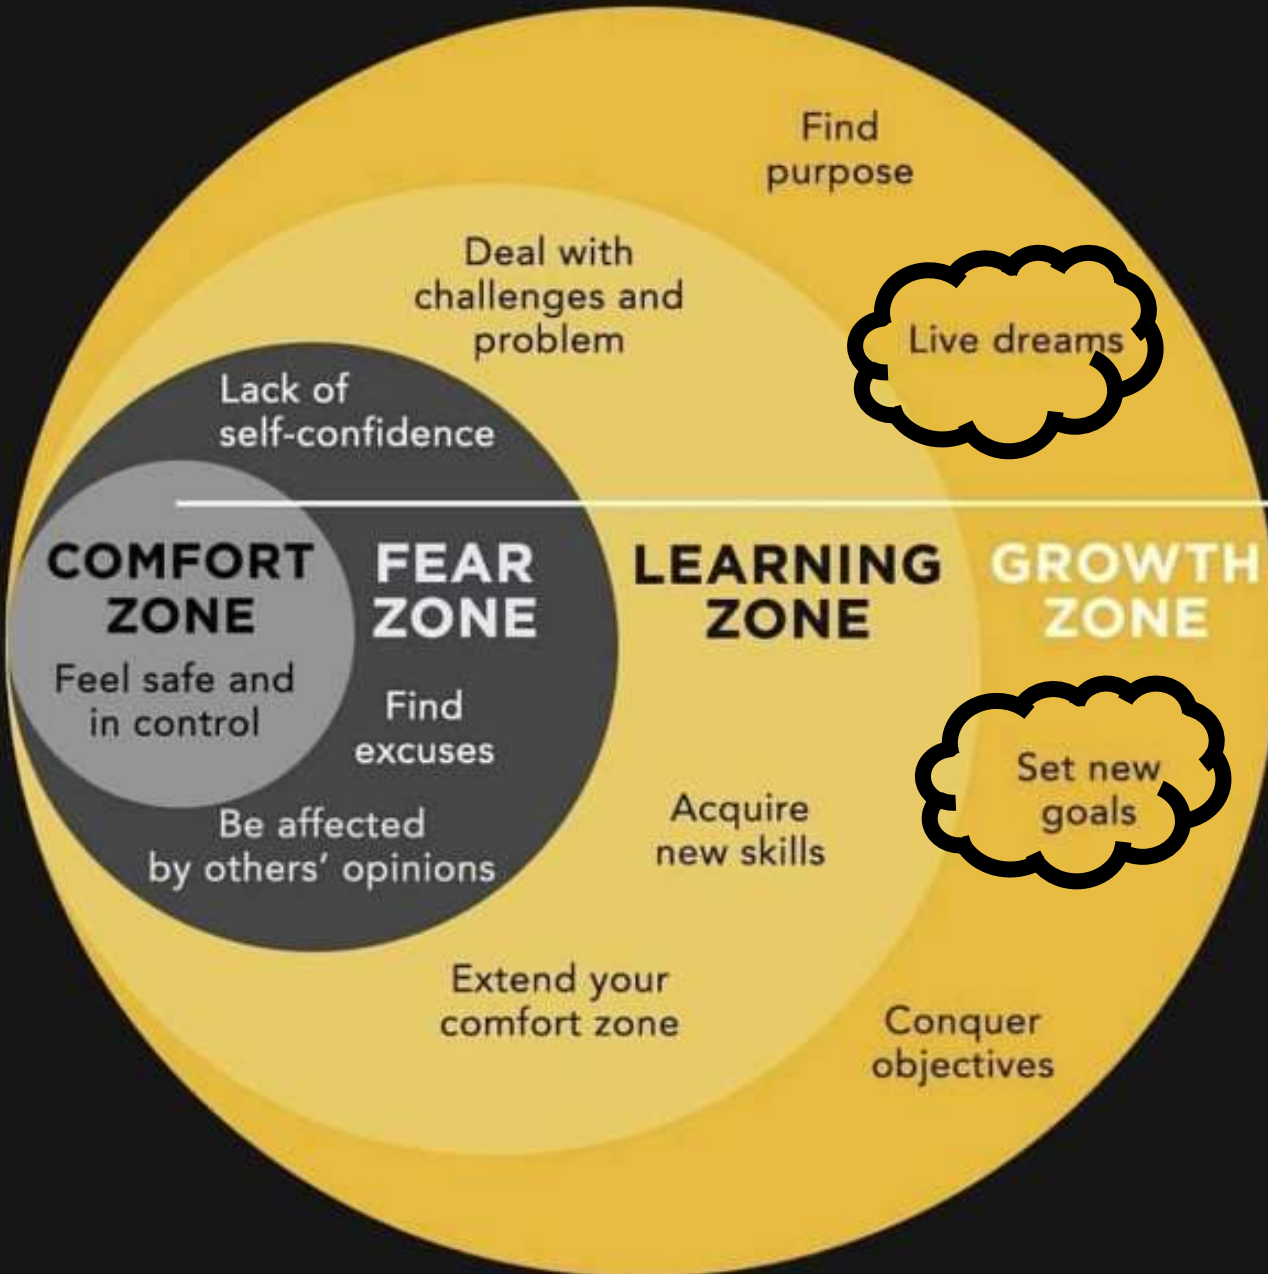 Find
purpose
Deal with
challenges and
problem
Live dreams
Lack of
self-confidence
COMFORT
ZONE
Feel safe and
in control
FEAR
ZONE
Find
excuses
Be affected
by others' opinions
LEARNING
ZONE
Acquire
new skills
Extend your
comfort zone
GROWTH
ZONE
Set new
goals
Conquer
objectives